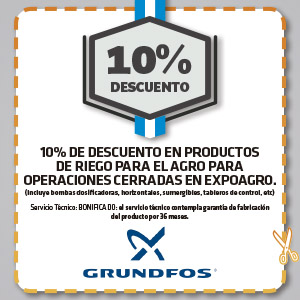 10%
DESCUENTO
10% DE DESCUENTO EN PRODUCTOS
DE RIEGO PARA EL AGRO PARA
OPERACIONES CERRADAS EN EXPOAGRO.
(Incluye bombas dosificadoras, horizontales, sumergibles, tableros de control, etc)
Servicio Técnico: BONIFICADO: el servicio técnico contempla garantía de fabricación
del producto por 36 meses.
GRUNDFOS